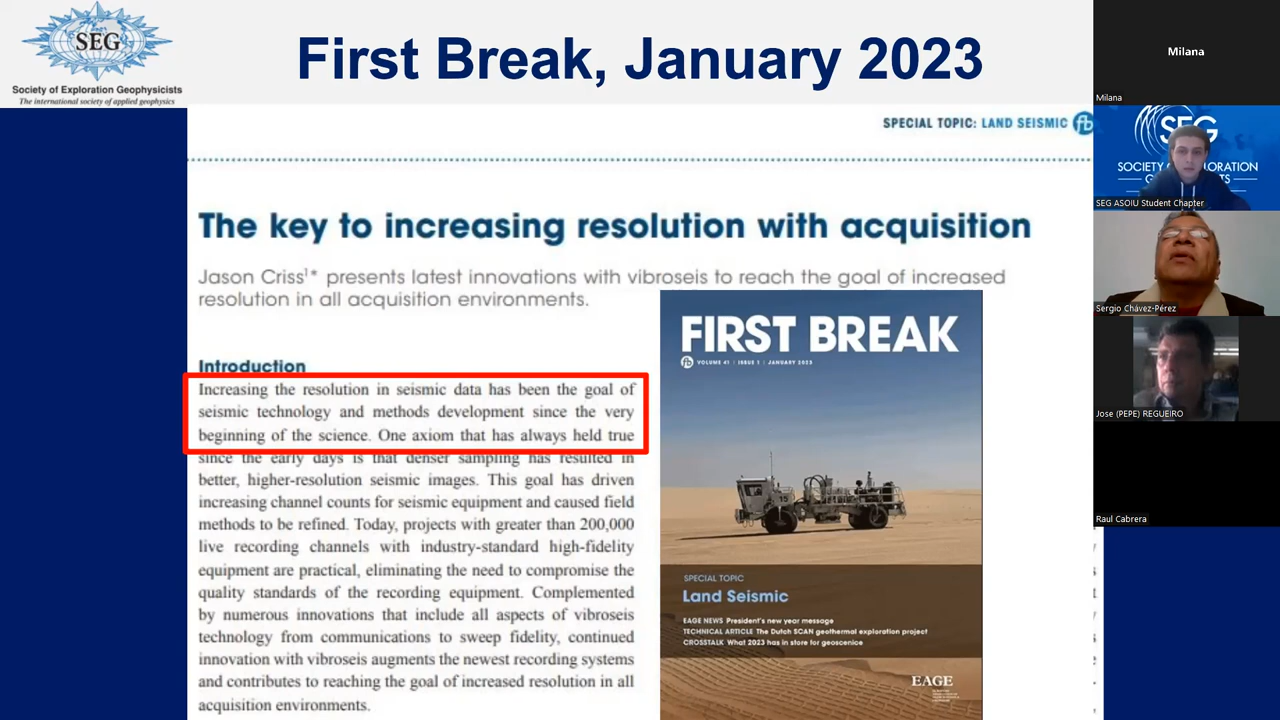 SEG
Society of Exploration Geophysicists
The international society of applied geophysics
First Break, January 2023
SPECIAL TOPIC: LAND SEISMIC fb
The key to increasing resolution with acquisition
Jason Criss1* presents latest innovations with vibroseis to reach the goal of increased
resolution in all acquisition environments.
Introduction
Increasing the resolution in seismic data has been the goal of
seismic technology and methods development since the very
beginning of the science. One axiom that has always held true
since the early days is that denser sampling has resulted in
better, higher-resolution seismic images. This goal has driven
increasing channel counts for seismic equipment and caused field
methods to be refined. Today, projects with greater than 200,000
live recording channels with industry-standard high-fidelity
equipment are practical, eliminating the need to compromise the
quality standards of the recording equipment. Complemented
by numerous innovations that include all aspects of vibroseis
technology from communications to sweep fidelity, continued
innovation with vibroseis augments the newest recording systems
and contributes to reaching the goal of increased resolution in all
acquisition environments.
FIRST BREAK
fb VOLUME 41 | ISSUE 1 | JANUARY 2023
SPECIAL TOPIC
Land Seismic
EAGE NEWS President's new year message
TECHNICAL ARTICLE The Dutch SCAN geothermal exploration project
CROSSTALK What 2023 has in store for geoscenice
EAGE
Milana
Milana
SEG
SOCIETY
SEG ASOIU Student Chapter
Sergio Chávez-Pérez
Jose (PEPE) REGUEIRO
Raul Cabrera